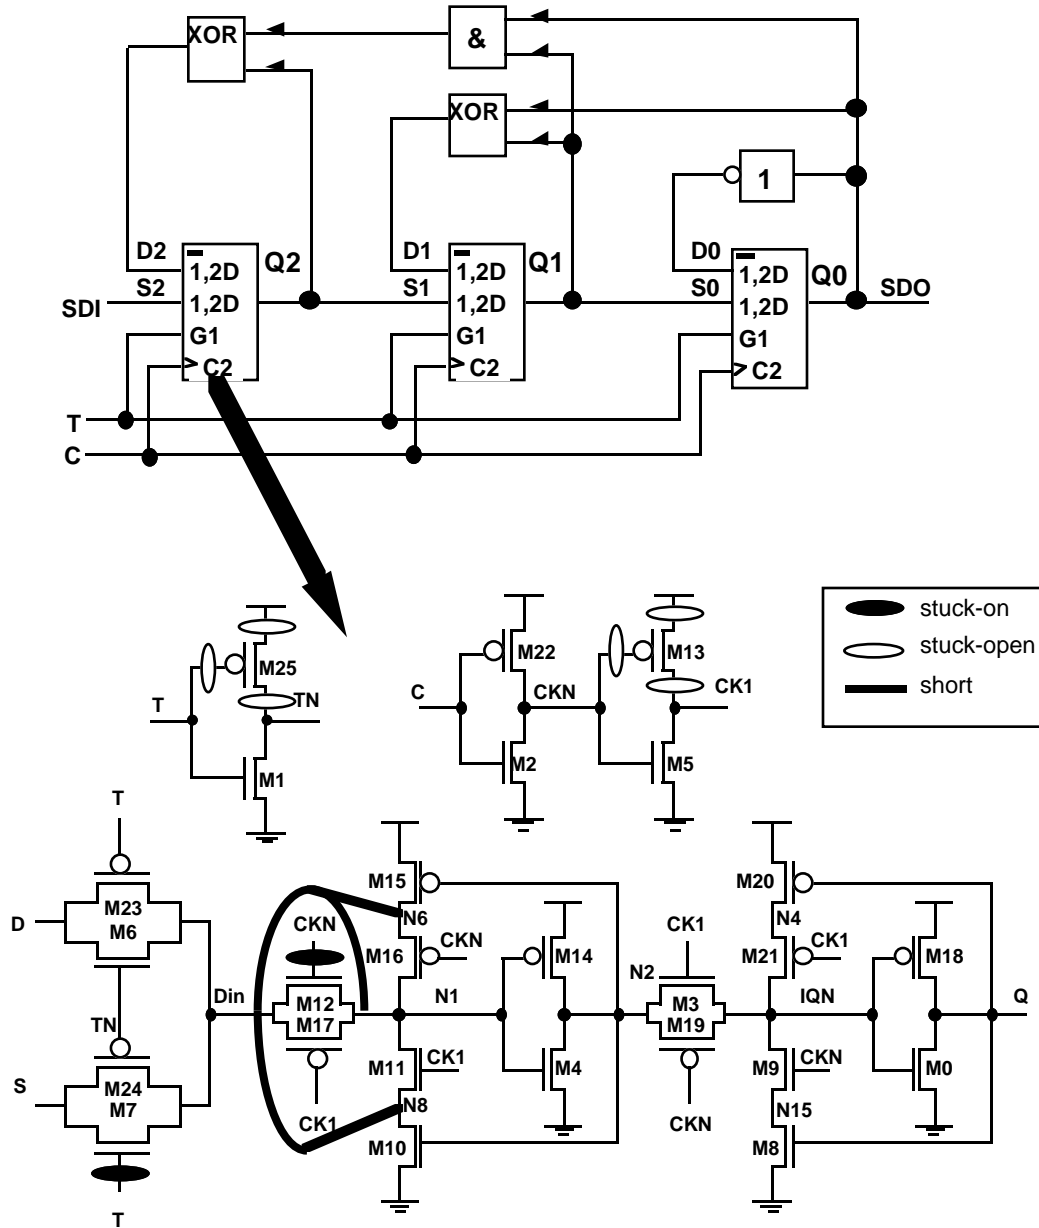 XOR
&
XOR
1
D2
Q2
D1
Q1
D0
Q0
1,2D
1,2D
1,2D
SDI
S2
1,2D
S1
1,2D
S0
1,2D
SDO
G1
G1
G1
C2
C2
C2
T
C
stuck-on
stuck-open
short
M25
T
TN
M1
M22
C
CKN
M2
M13
CK1
M5
T
D
M23
M6
TN
S
M24
M7
T
Din
CKN
M12
M17
CK1
M15
N6
M16
CKN
N1
M11
CK1
N8
M10
M14
M4
N2
CK1
M3
M19
CKN
M20
N4
M21
CK1
IQN
M9
CKN
N15
M8
M18
M0
Q